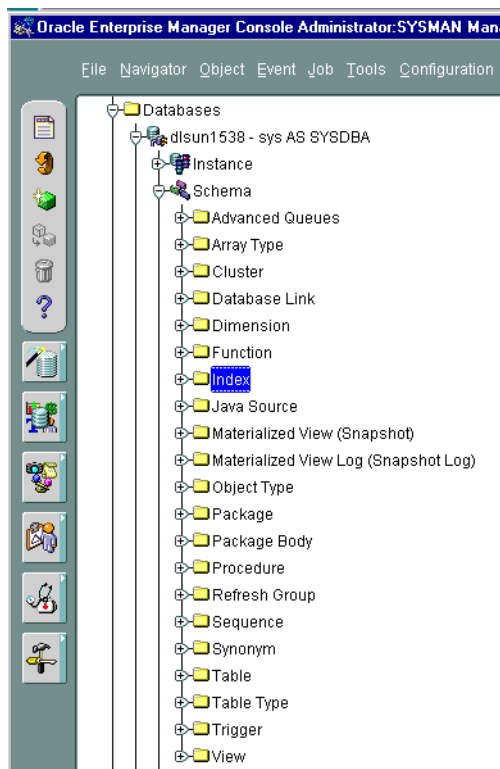 Oracle Enterprise Manager Console Administrator:SYSMAN Man
File Navigator Object Event Job Tools Configuration
Databases
dlsun1538 - sys AS SYSDBA
Instance
Schema
Advanced Queues
Array Type
Cluster
Database Link
Dimension
Function
Index
Java Source
Materialized View (Snapshot)
Materialized View Log (Snapshot Log)
Object Type
Package
Package Body
Procedure
Refresh Group
Sequence
Synonym
Table
Table Type
Trigger
View